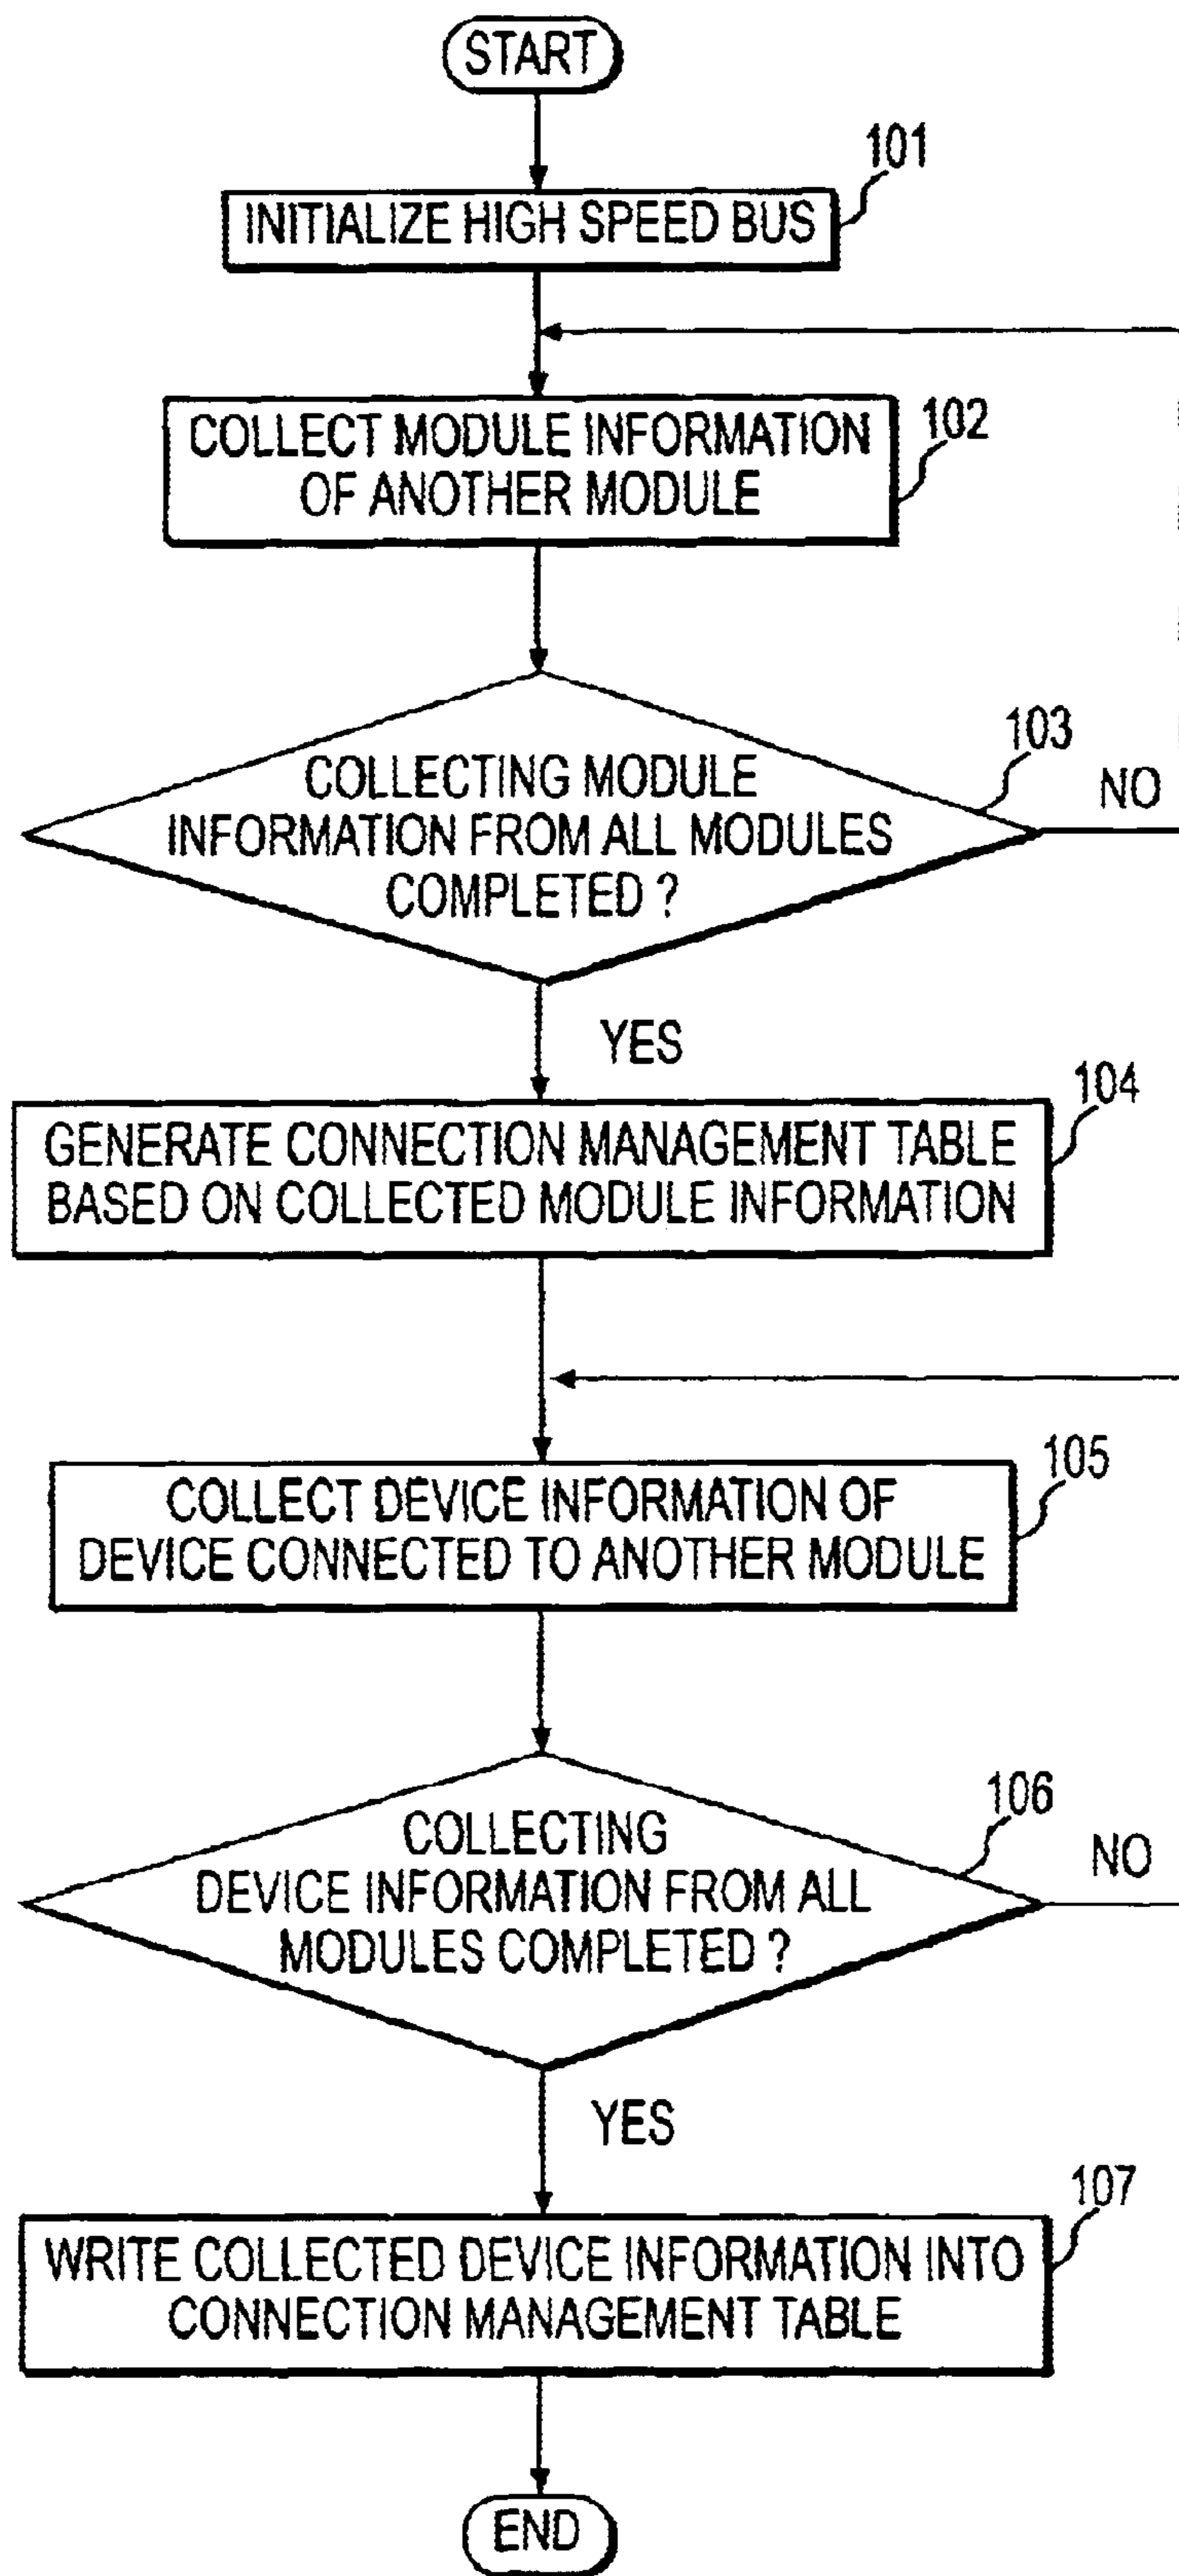 START
101
INITIALIZE HIGH SPEED BUS
102
COLLECT MODULE INFORMATION
OF ANOTHER MODULE
103
COLLECTING MODULE
INFORMATION FROM ALL MODULES
COMPLETED ?
NO
YES
104
GENERATE CONNECTION MANAGEMENT TABLE
BASED ON COLLECTED MODULE INFORMATION
105
COLLECT DEVICE INFORMATION OF
DEVICE CONNECTED TO ANOTHER MODULE
106
COLLECTING
DEVICE INFORMATION FROM ALL
MODULES COMPLETED ?
NO
YES
107
WRITE COLLECTED DEVICE INFORMATION INTO
CONNECTION MANAGEMENT TABLE
END